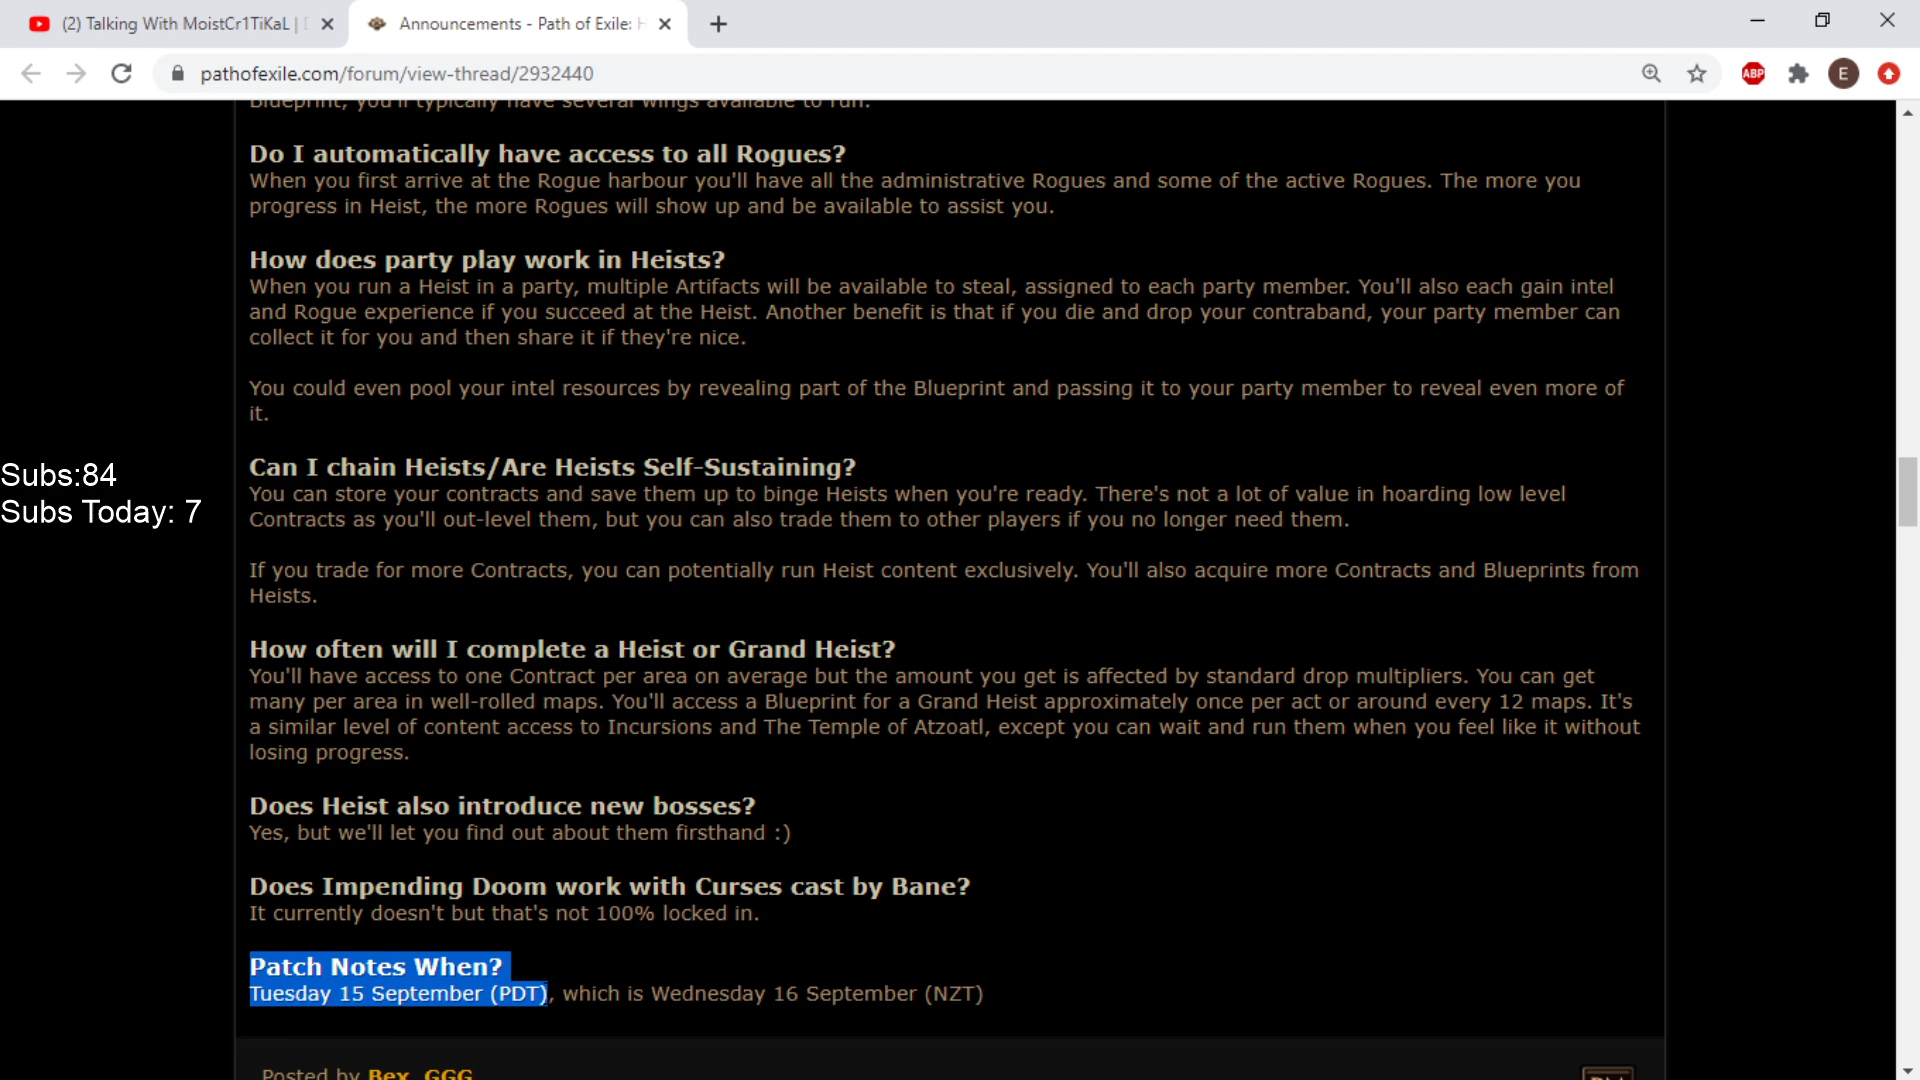 (2) Talking With MoistCr1TiKaL |
Announcements - Path of Exile:
pathofexile.com/forum/view-thread/2932440
ABP
E
Blueprint, you'll typically have several wings available to run.
Do I automatically have access to all Rogues?
When you first arrive at the Rogue harbour you'll have all the administrative Rogues and some of the active Rogues. The more you
progress in Heist, the more Rogues will show up and be available to assist you.
How does party play work in Heists?
When you run a Heist in a party, multiple Artifacts will be available to steal, assigned to each party member. You'll also each gain intel
and Rogue experience if you succeed at the Heist. Another benefit is that if you die and drop your contraband, your party member can
collect it for you and then share it if they're nice.
You could even pool your intel resources by revealing part of the Blueprint and passing it to your party member to reveal even more of
it.
Can I chain Heists/Are Heists Self-Sustaining?
Subs:84
You can store your contracts and save them up to binge Heists when you're ready. There's not a lot of value in hoarding low level
Subs Today: 7
Contracts as you'll out-level them, but you can also trade them to other players if you no longer need them.
If you trade for more Contracts, you can potentially run Heist content exclusively. You'll also acquire more Contracts and Blueprints from
Heists.
How often will I complete a Heist or Grand Heist?
You'll have access to one Contract per area on average but the amount you get is affected by standard drop multipliers. You can get
many per area in well-rolled maps. You'll access a Blueprint for a Grand Heist approximately once per act or around every 12 maps. It's
a similar level of content access to Incursions and The Temple of Atzoatl, except you can wait and run them when you feel like it without
losing progress.
Does Heist also introduce new bosses?
Yes, but we'll let you find out about them firsthand :)
Does Impending Doom work with Curses cast by Bane?
It currently doesn't but that's not 100% locked in.
Patch Notes When?
Tuesday 15 September (PDT), which is Wednesday 16 September (NZT)
Posted by Bex_GGG